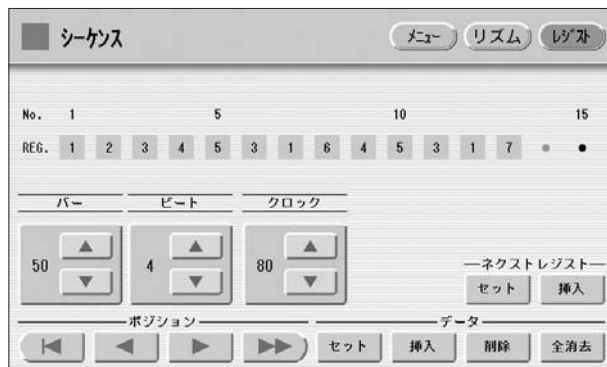 シーケンス
メニュー リズム レジスト
No. 1 5 10 15
REG. 1 2 3 4 5 3 1 6 4 5 3 1 7
バー ビート クロック
50 4 80
ネクストレジスト
セット 挿入
ポジション データ
セット 挿入 削除 全消去